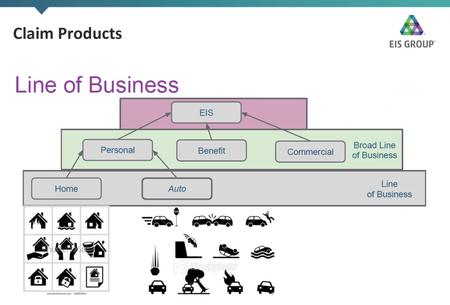 Claim Products
EIS GROUP
Line of Business
EIS
Personal
Benefit
Commercial
Broad Line
of Business
Home
Auto
Line
of Business